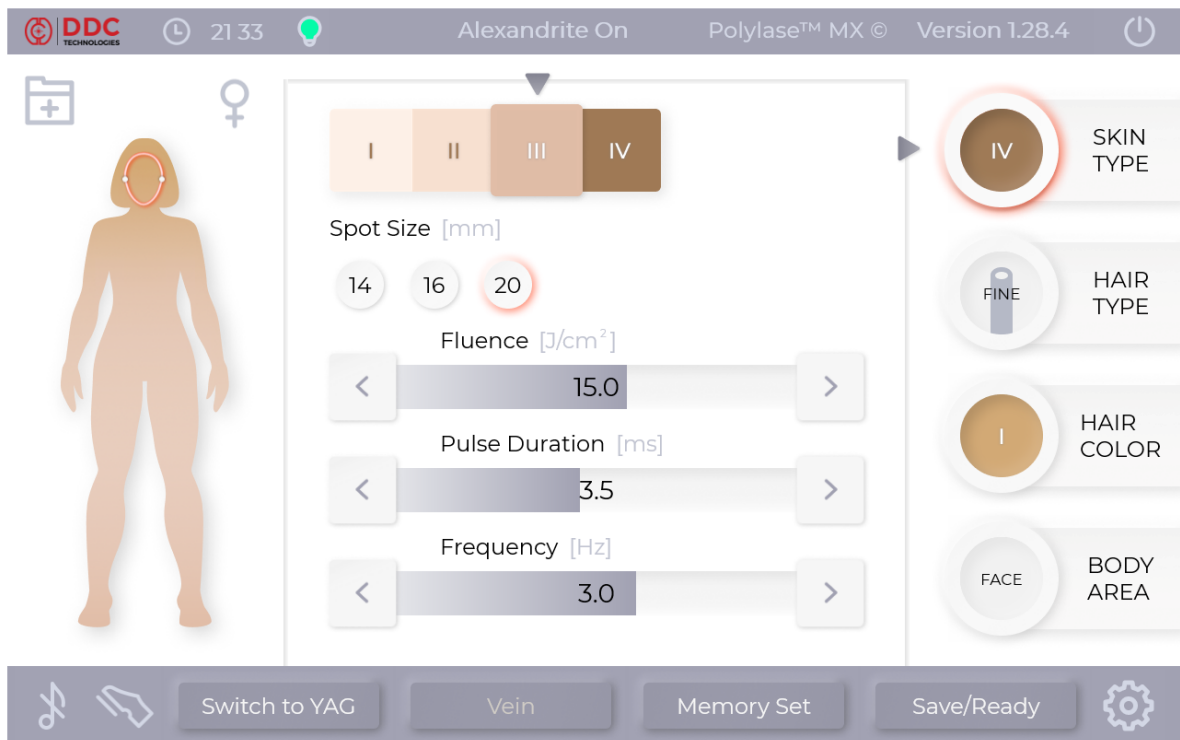 DDC
TECHNOLOGIES
21 33
Alexandrite On
Polylase™ MX ©
Version 1.28.4
I II III IV
Spot Size [mm]
14 16 20
Fluence [J/cm²]
< 15.0 >
Pulse Duration [ms]
< 3.5 >
Frequency [Hz]
< 3.0 >
IV
SKIN
TYPE
FINE
HAIR
TYPE
I
HAIR
COLOR
FACE
BODY
AREA
Switch to YAG
Vein
Memory Set
Save/Ready